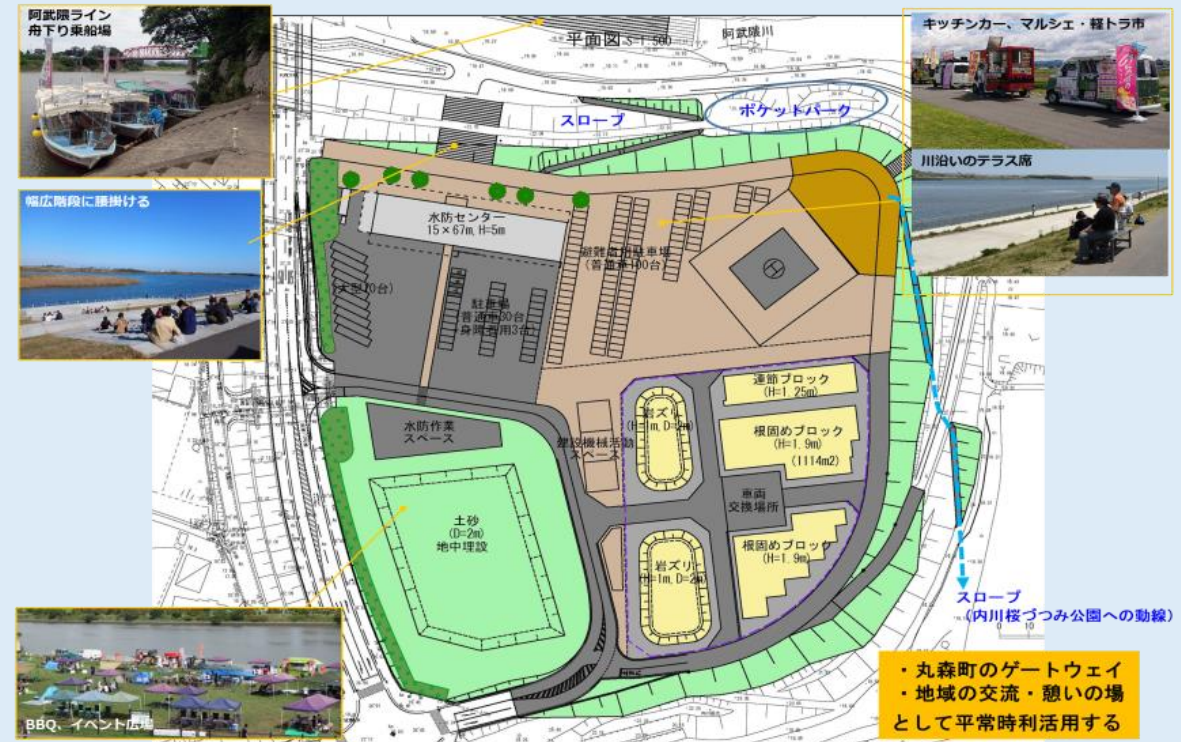 阿武隈ライン
舟下り乗船場
平面図 S=1:500
阿武隈川
キッチンカー、マルシェ・軽トラ市
スロープ
ポケットパーク
川沿いのテラス席
幅広階段に腰掛ける
水防センター
15×67m, H=5m
避難者用駐車場
(普通車100台)
(大型10台)
駐車場
(普通車30台
身障者用3台)
連節ブロック
(H=1.25m)
岩ズリ
(H=1m, D=2m)
根固めブロック
(H=1.9m)
(1114m2)
水防作業
スペース
建設機械活動
スペース
車両
交換場所
土砂
(D=2m)
地中埋設
岩ズリ
(H=1m, D=2m)
根固めブロック
(H=1.9m)
スロープ
(内川桜づつみ公園への動線)
0 10
BBQ、イベント広場
・丸森町のゲートウェイ
・地域の交流・憩いの場
として平常時利活用する